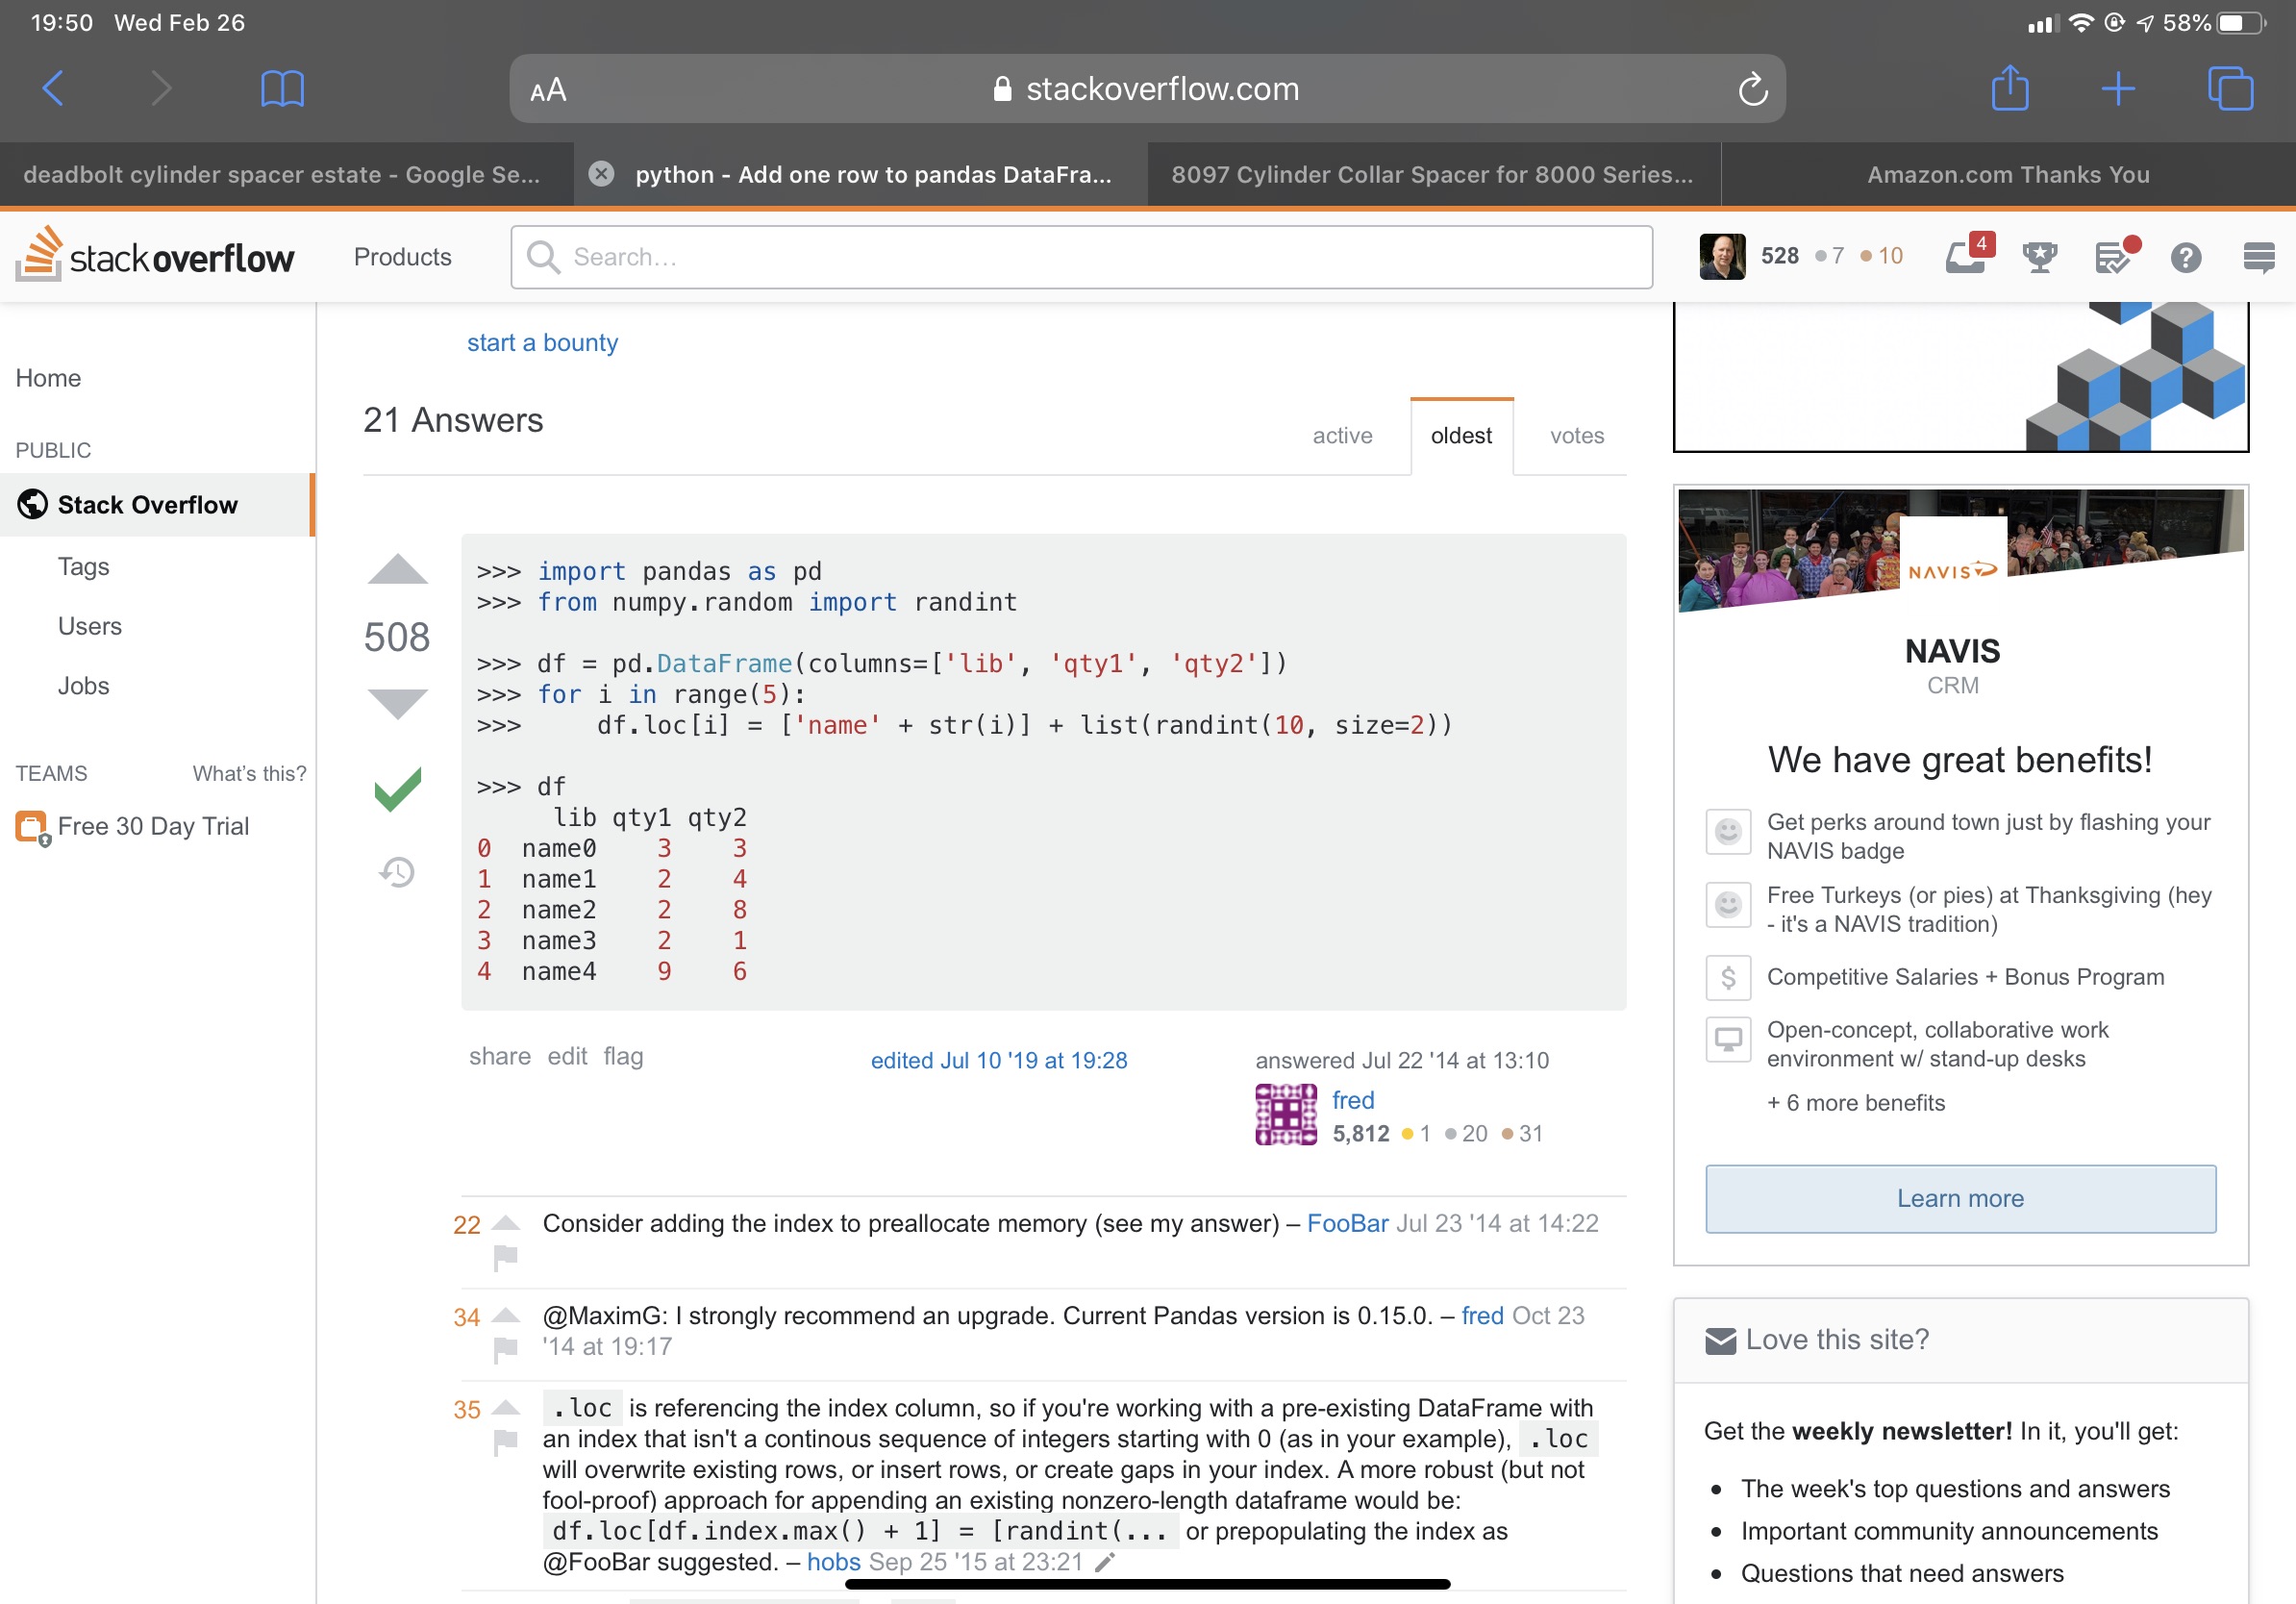 19:50 Wed Feb 26
58%
AA stackoverflow.com
deadbolt cylinder spacer estate - Google Se...
python - Add one row to pandas DataFra...
8097 Cylinder Collar Spacer for 8000 Series...
Amazon.com Thanks You
stackoverflow
Products
Search...
528 7 10
4
Home
PUBLIC
Stack Overflow
Tags
Users
Jobs
TEAMS What's this?
Free 30 Day Trial
start a bounty
21 Answers
active oldest votes
508
>>> import pandas as pd
>>> from numpy.random import randint
>>> df = pd.DataFrame(columns=['lib', 'qty1', 'qty2'])
>>> for i in range(5):
>>>     df.loc[i] = ['name' + str(i)] + list(randint(10, size=2))
>>> df
     lib qty1 qty2
0  name0    3    3
1  name1    2    4
2  name2    2    8
3  name3    2    1
4  name4    9    6
share edit flag
edited Jul 10 '19 at 19:28
answered Jul 22 '14 at 13:10
fred
5,812 1 20 31
22 Consider adding the index to preallocate memory (see my answer) – FooBar Jul 23 '14 at 14:22
34 @MaximG: I strongly recommend an upgrade. Current Pandas version is 0.15.0. – fred Oct 23
'14 at 19:17
35 .loc is referencing the index column, so if you're working with a pre-existing DataFrame with
an index that isn't a continous sequence of integers starting with 0 (as in your example), .loc
will overwrite existing rows, or insert rows, or create gaps in your index. A more robust (but not
fool-proof) approach for appending an existing nonzero-length dataframe would be:
df.loc[df.index.max() + 1] = [randint(... or prepopulating the index as
@FooBar suggested. – hobs Sep 25 '15 at 23:21
NAVIS
NAVIS
CRM
We have great benefits!
Get perks around town just by flashing your
NAVIS badge
Free Turkeys (or pies) at Thanksgiving (hey
- it's a NAVIS tradition)
$ Competitive Salaries + Bonus Program
Open-concept, collaborative work
environment w/ stand-up desks
+ 6 more benefits
Learn more
Love this site?
Get the weekly newsletter! In it, you'll get:
• The week's top questions and answers
• Important community announcements
• Questions that need answers